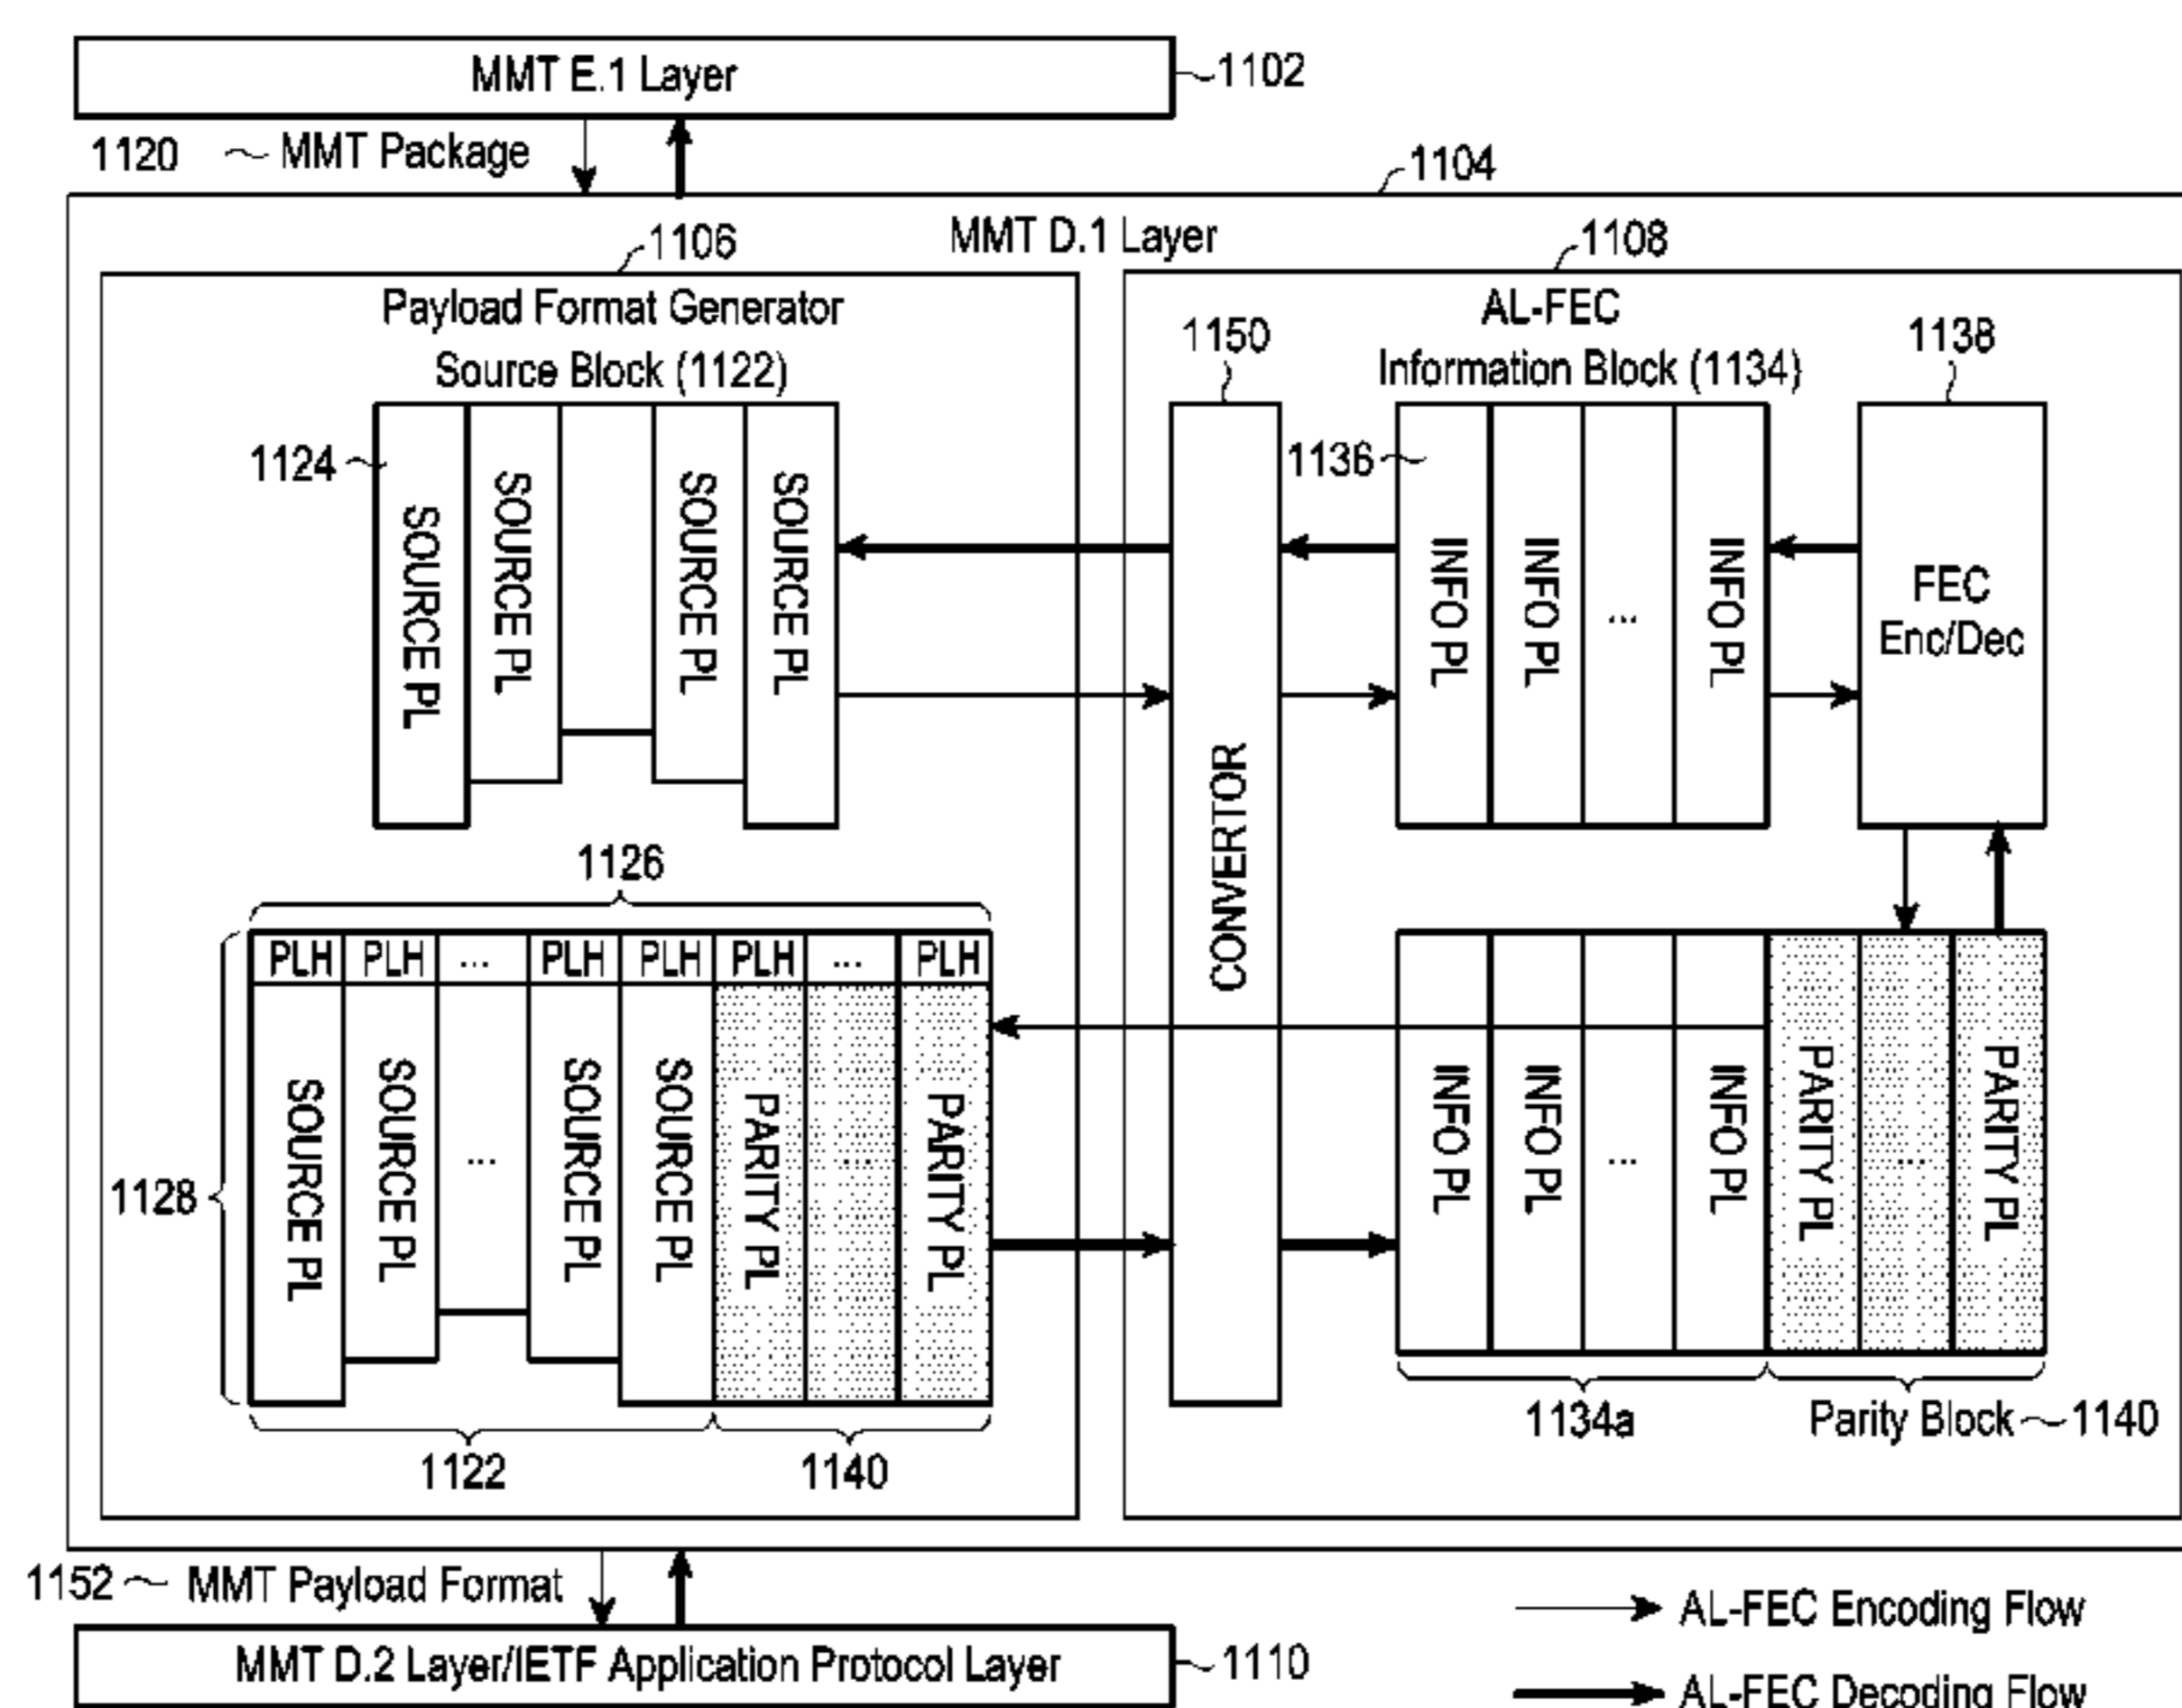 MMT E.1 Layer
1102
1120 ~ MMT Package
1104
MMT D.1 Layer
1106
1108
Payload Format Generator
Source Block (1122)
AL-FEC
Information Block (1134)
1150
1138
1124
SOURCE PL
SOURCE PL
SOURCE PL
SOURCE PL
1136
INFO PL
INFO PL
...
INFO PL
FEC
Enc/Dec
CONVERTOR
1126
PLH PLH ... PLH PLH PLH ... PLH
1128
SOURCE PL
SOURCE PL
...
SOURCE PL
SOURCE PL
PARITY PL
...
PARITY PL
1122
1140
INFO PL
INFO PL
...
INFO PL
PARITY PL
...
PARITY PL
1134a
Parity Block ~ 1140
1152 ~ MMT Payload Format
MMT D.2 Layer/IETF Application Protocol Layer
1110
AL-FEC Encoding Flow
AL-FEC Decoding Flow